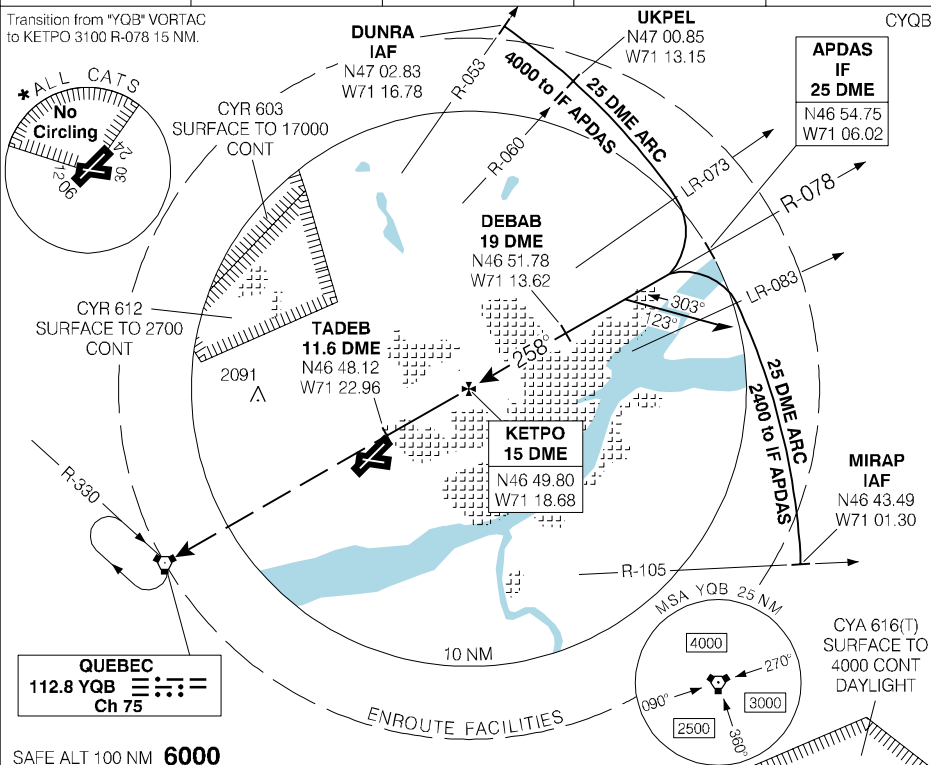 Transition from "YQB" VORTAC
to KETPO 3100 R-078 15 NM.
CYQB
*ALL CATS
No
Circling
24
30
12
06
CYR 603
SURFACE TO 17000
CONT
DUNRA
IAF
N47 02.83
W71 16.78
UKPEL
N47 00.85
W71 13.15
APDAS
IF
25 DME
N46 54.75
W71 06.02
R-053
4000 to IF APDAS
25 DME ARC
R-060
LR-073
R-078
LR-083
DEBAB
19 DME
N46 51.78
W71 13.62
CYR 612
SURFACE TO 2700
CONT
TADEB
11.6 DME
N46 48.12
W71 22.96
2091
303°
123°
258°
KETPO
15 DME
N46 49.80
W71 18.68
25 DME ARC
2400 to IF APDAS
MIRAP
IAF
N46 43.49
W71 01.30
R-330
R-105
QUEBEC
112.8 YQB
Ch 75
10 NM
ENROUTE FACILITIES
MSA YQB 25 NM
4000
270°
090°
3000
2500
360°
CYA 616(T)
SURFACE TO
4000 CONT
DAYLIGHT
SAFE ALT 100 NM 6000